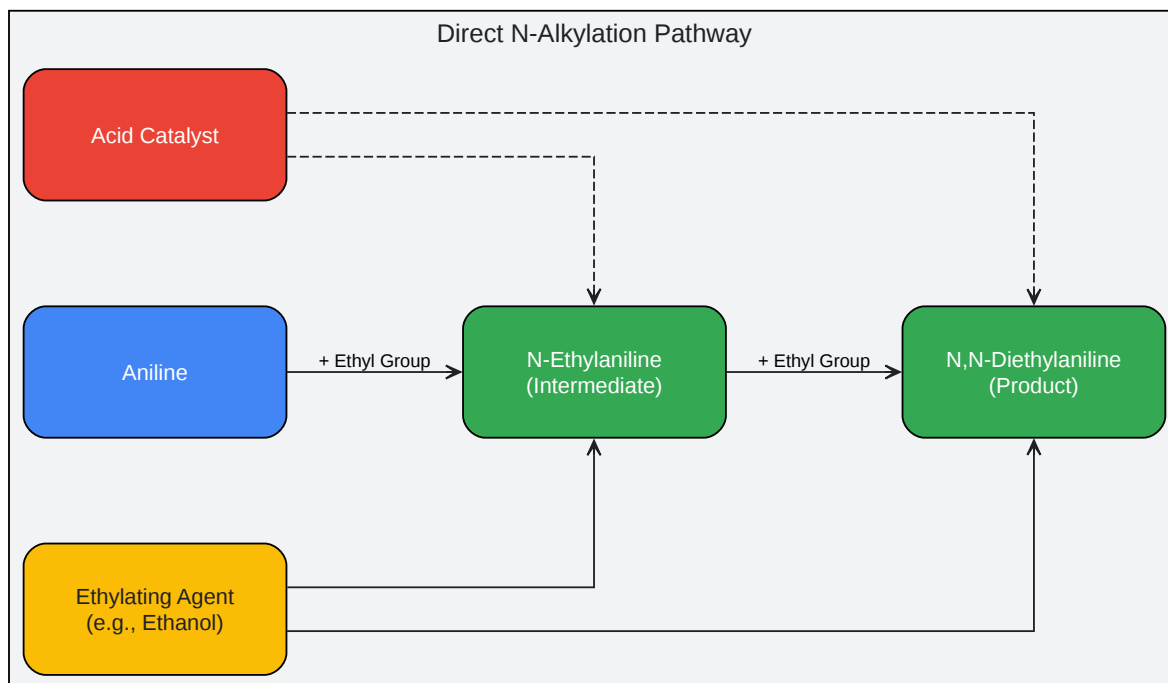 Direct N-Alkylation Pathway
Acid Catalyst
Aniline
+ Ethyl Group
N-Ethylaniline
(Intermediate)
+ Ethyl Group
N,N-Diethylaniline
(Product)
Ethylating Agent
(e.g., Ethanol)